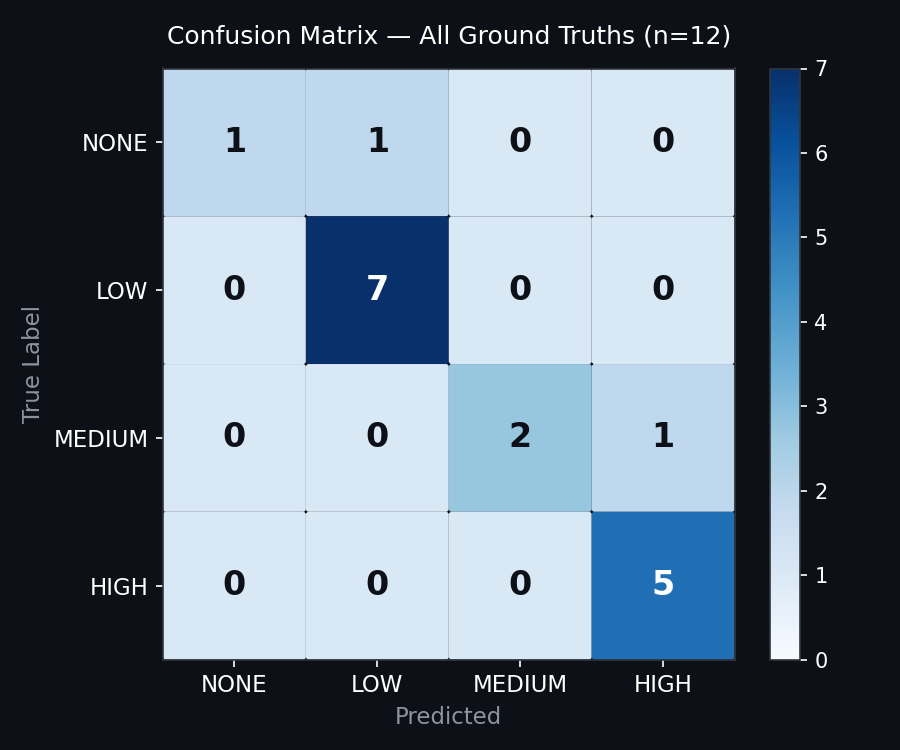 Confusion Matrix — All Ground Truths (n=12)
NONE 1 1 0 0
LOW 0 7 0 0
MEDIUM 0 0 2 1
HIGH 0 0 0 5
NONE LOW MEDIUM HIGH
Predicted
True Label
7
6
5
4
3
2
1
0